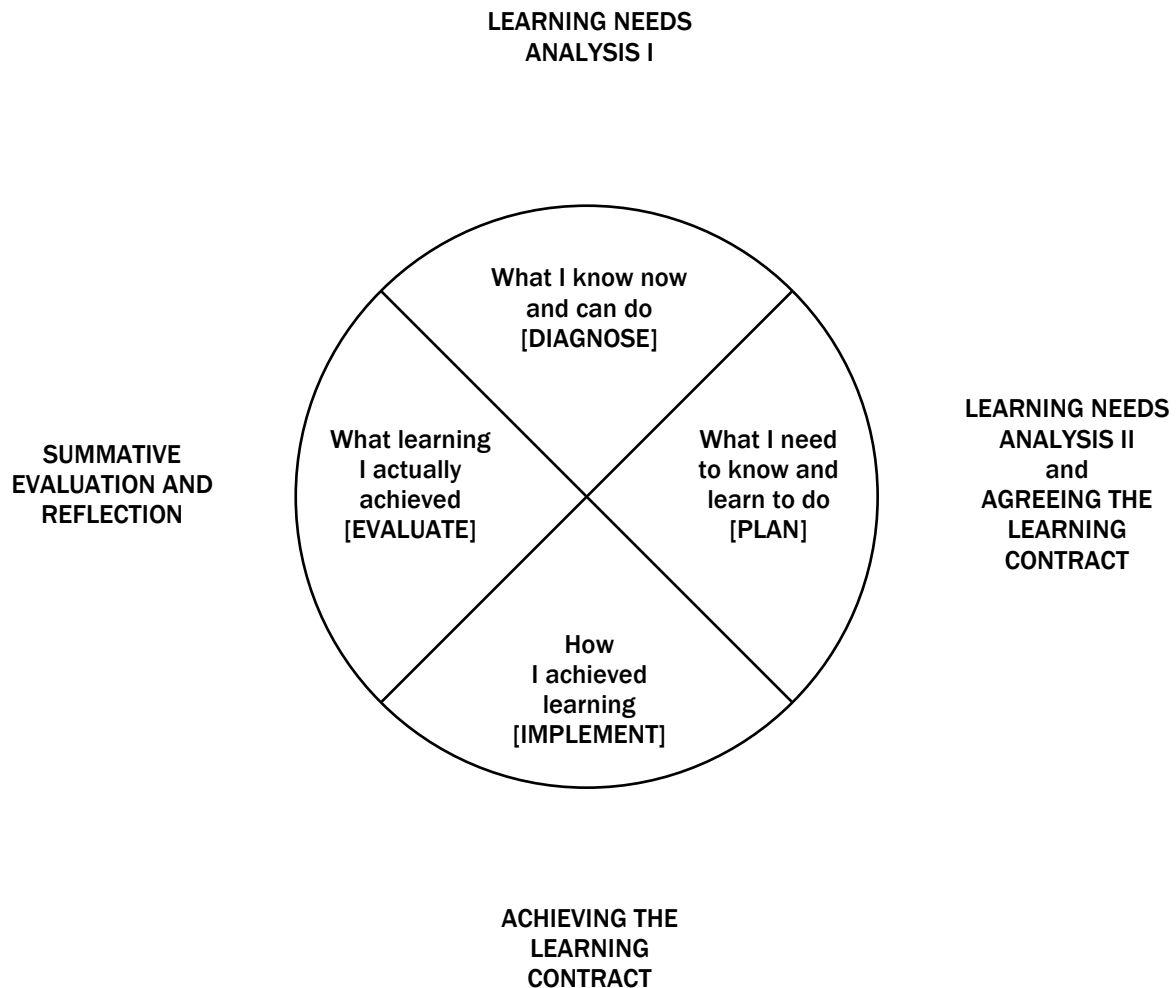 LEARNING NEEDS
ANALYSIS I
What I know now
and can do
[DIAGNOSE]
What learning
I actually
achieved
[EVALUATE]
What I need
to know and
learn to do
[PLAN]
How
I achieved
learning
[IMPLEMENT]
SUMMATIVE
EVALUATION AND
REFLECTION
LEARNING NEEDS
ANALYSIS II
and
AGREEING THE
LEARNING
CONTRACT
ACHIEVING THE
LEARNING
CONTRACT